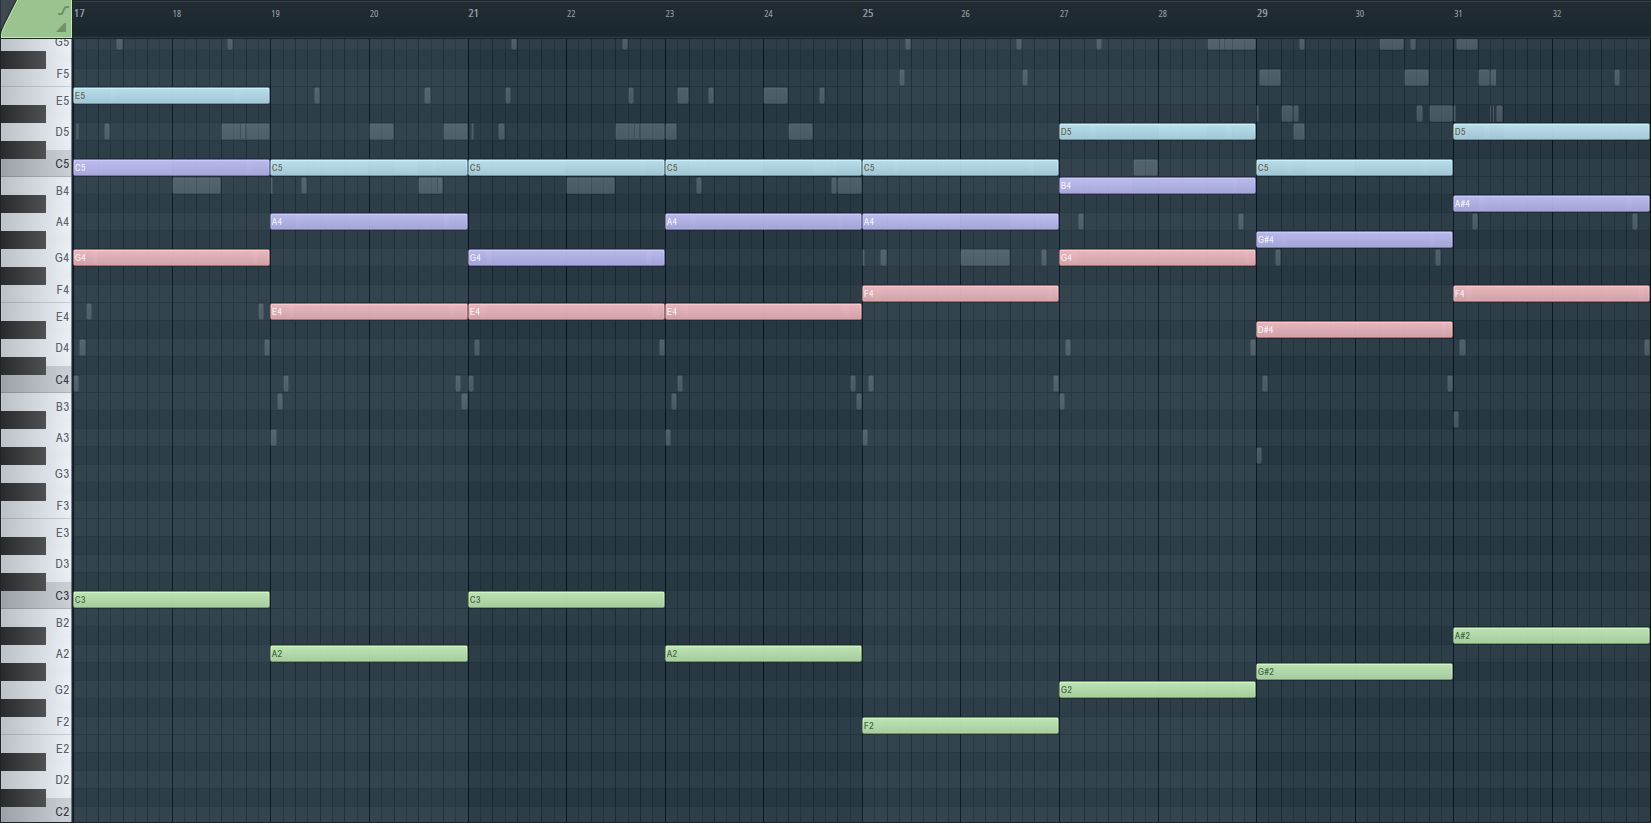 17 18 19 20 21 22 23 24 25 26 27 28 29 30 31 32
G5
F5
E5 E5
D5 D5 D5
C5 C5 C5 C5 C5 C5 C5
B4 B4
A#4
A4 A4 A4 A4
G#4
G4 G4 G4 G4
F4 F4 F4
E4 E4 E4 E4
D#4
D4
C4
B3
A3
G3
F3
E3
D3
C3 C3 C3
B2
A#2
A2 A2 A2
G#2
G2 G2
F2 F2
E2
D2
C2